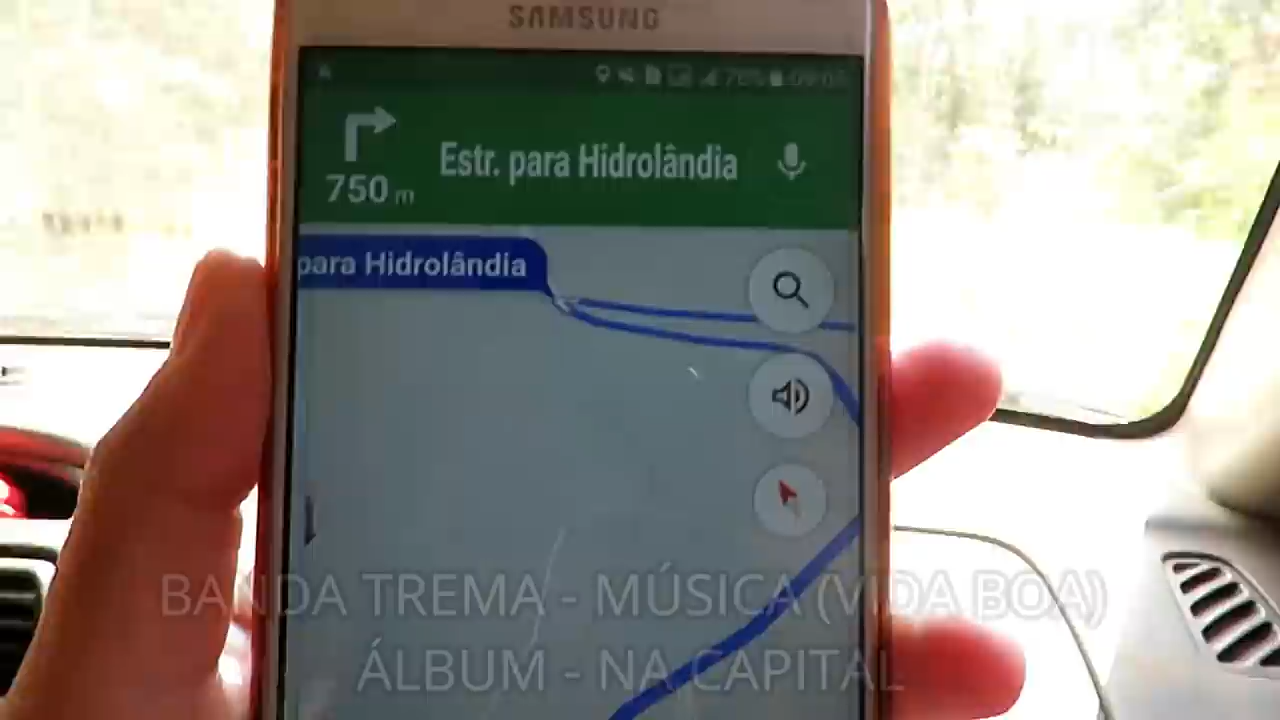 SAMSUNG
750 m
Estr. para Hidrolândia
para Hidrolândia
BANDA TREMA - MÚSICA (VIDA BOA)
ÁLBUM - NA CAPITAL